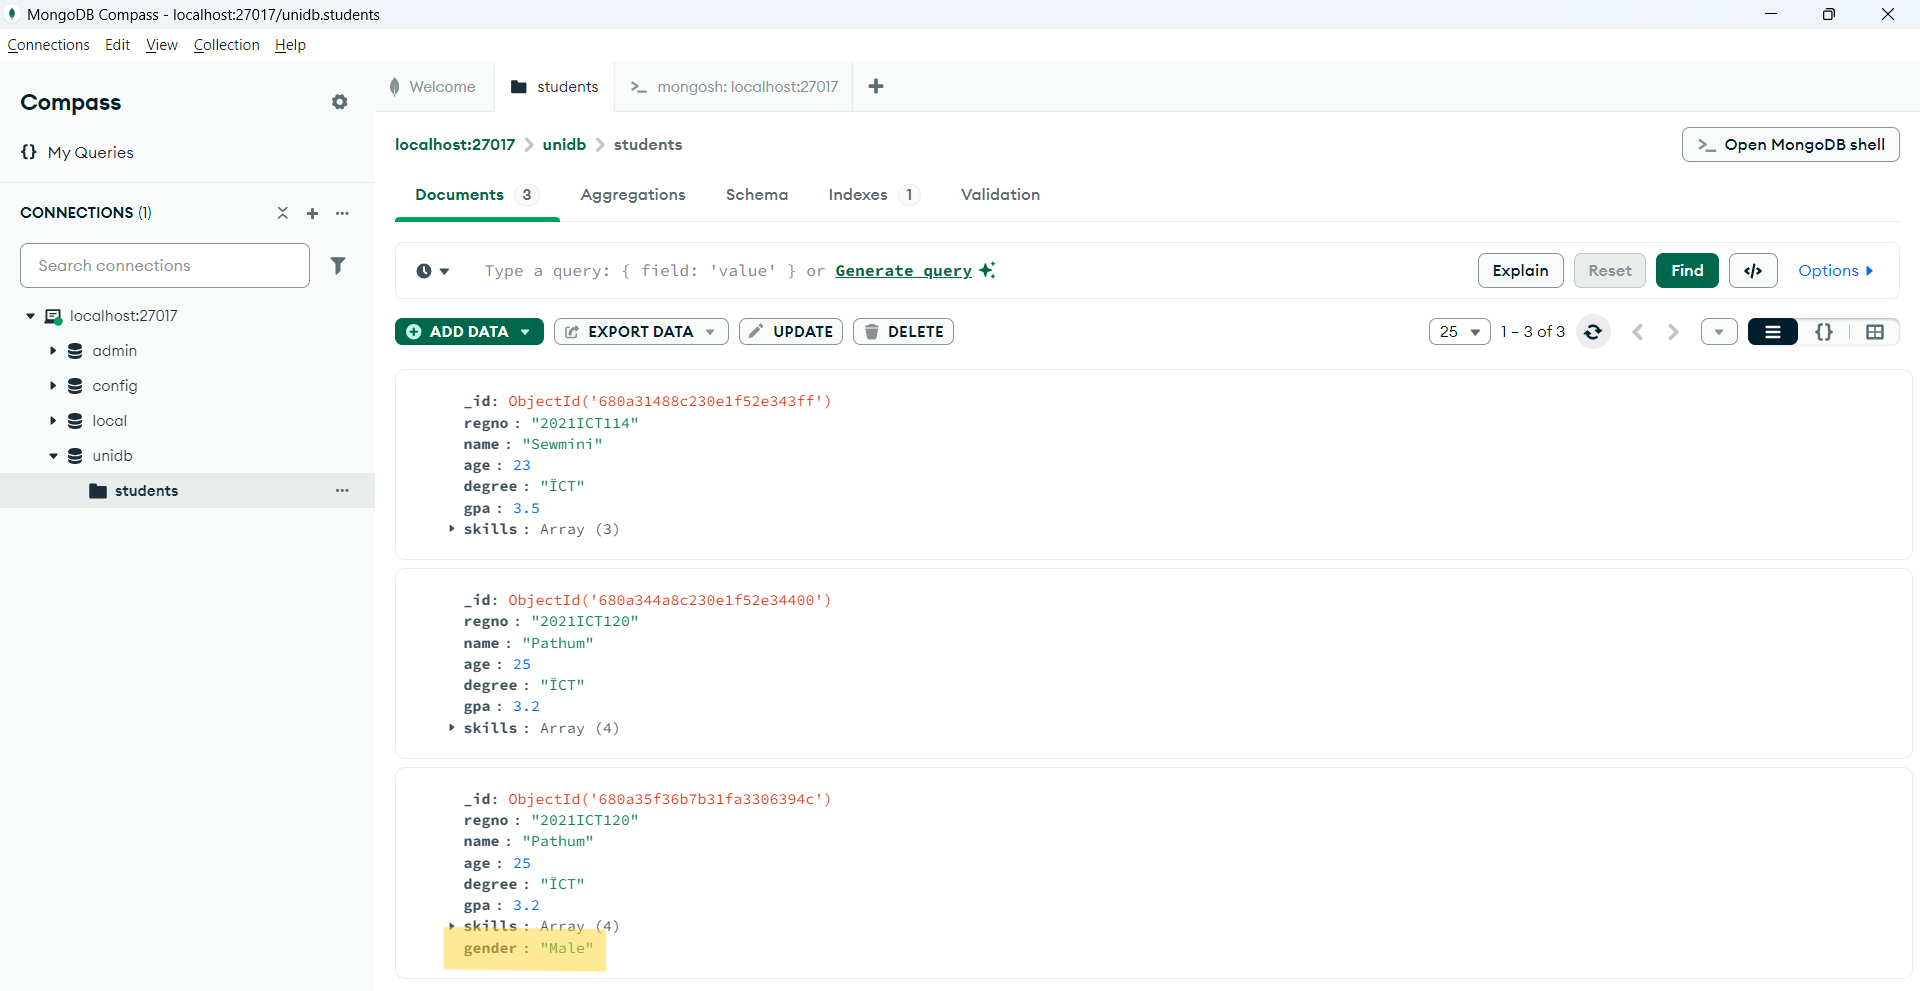 MongoDB Compass - localhost:27017/unidb.students
Connections Edit View Collection Help
Compass
{} My Queries
CONNECTIONS (1)
Search connections
localhost:27017
admin
config
local
unidb
students
Welcome
students
>_ mongosh: localhost:27017
localhost:27017 > unidb > students
>_ Open MongoDB shell
Documents 3 Aggregations Schema Indexes 1 Validation
Type a query: { field: 'value' } or Generate query
Explain Reset Find </> Options
ADD DATA EXPORT DATA UPDATE DELETE
25 1 – 3 of 3 {}
_id: ObjectId('680a31488c230e1f52e343ff')
regno : "2021ICT114"
name : "Sewmini"
age : 23
degree : "ÏCT"
gpa : 3.5
skills : Array (3)
_id: ObjectId('680a344a8c230e1f52e34400')
regno : "2021ICT120"
name : "Pathum"
age : 25
degree : "ÏCT"
gpa : 3.2
skills : Array (4)
_id: ObjectId('680a35f36b7b31fa3306394c')
regno : "2021ICT120"
name : "Pathum"
age : 25
degree : "ÏCT"
gpa : 3.2
skills : Array (4)
gender : "Male"